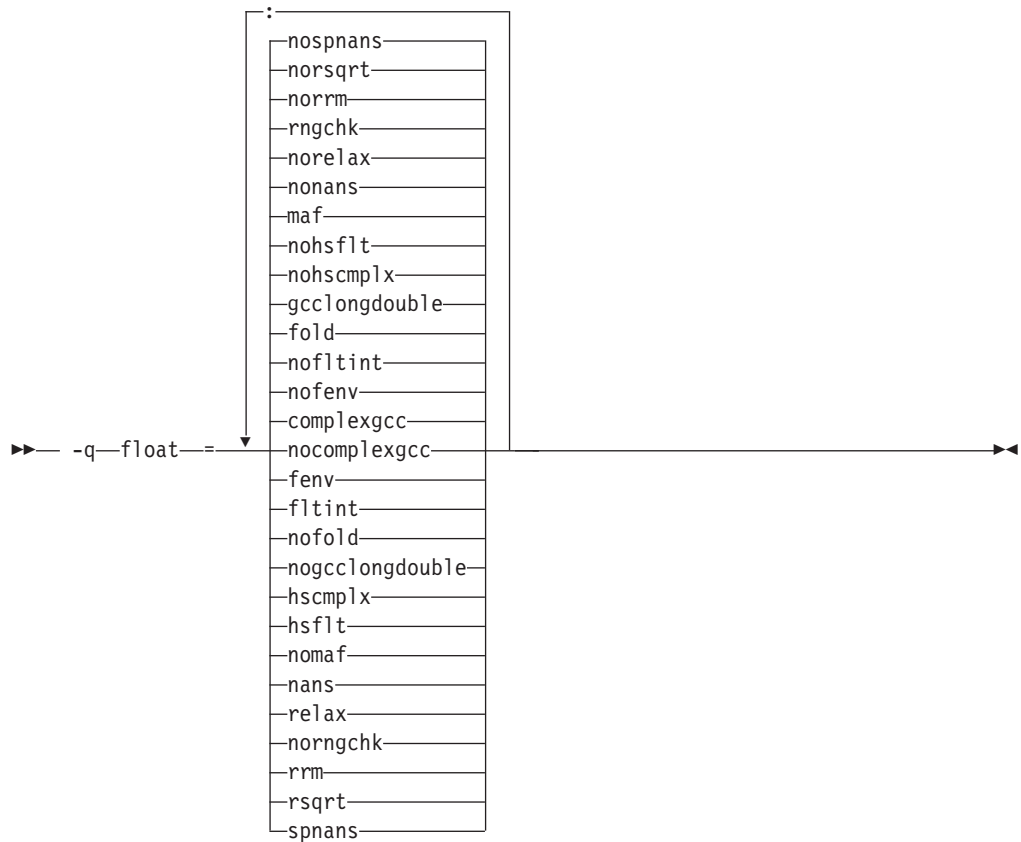 :
nospnans
norsqrt
norrm
rngchk
norelax
nonans
maf
nohsflt
nohscmplx
gcclongdouble
fold
nofltint
nofenv
complexgcc
-q float = nocomplexgcc
fenv
fltint
nofold
nogcclongdouble
hscmplx
hsflt
nomaf
nans
relax
norngchk
rrm
rsqrt
spnans